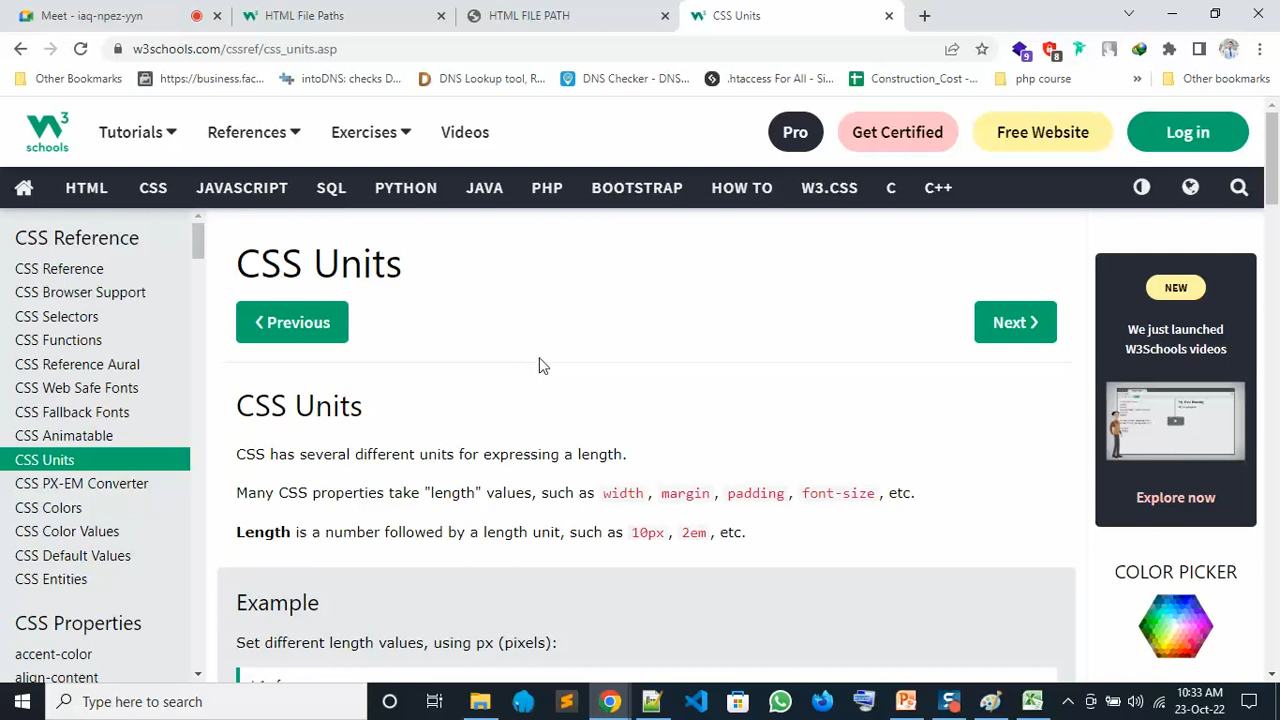 Meet - iaq-npez-yyn
HTML File Paths
HTML FILE PATH
CSS Units
w3schools.com/cssref/css_units.asp
9
8
Other Bookmarks
https://business.fac...
intoDNS: checks D...
DNS Lookup tool, R...
DNS Checker - DNS...
.htaccess For All - Si...
Construction_Cost -...
php course
»
Other bookmarks
W3 schools
Tutorials
References
Exercises
Videos
Pro
Get Certified
Free Website
Log in
HTML
CSS
JAVASCRIPT
SQL
PYTHON
JAVA
PHP
BOOTSTRAP
HOW TO
W3.CSS
C
C++
CSS Reference
CSS Reference
CSS Browser Support
CSS Selectors
CSS Functions
CSS Reference Aural
CSS Web Safe Fonts
CSS Fallback Fonts
CSS Animatable
CSS Units
CSS PX-EM Converter
CSS Colors
CSS Color Values
CSS Default Values
CSS Entities
CSS Properties
accent-color
align-content
CSS Units
❮ Previous
Next ❯
CSS Units
CSS has several different units for expressing a length.
Many CSS properties take "length" values, such as width, margin, padding, font-size, etc.
Length is a number followed by a length unit, such as 10px, 2em, etc.
Example
Set different length values, using px (pixels):
NEW
We just launched
W3Schools videos
Explore now
COLOR PICKER
Type here to search
10:33 AM
23-Oct-22